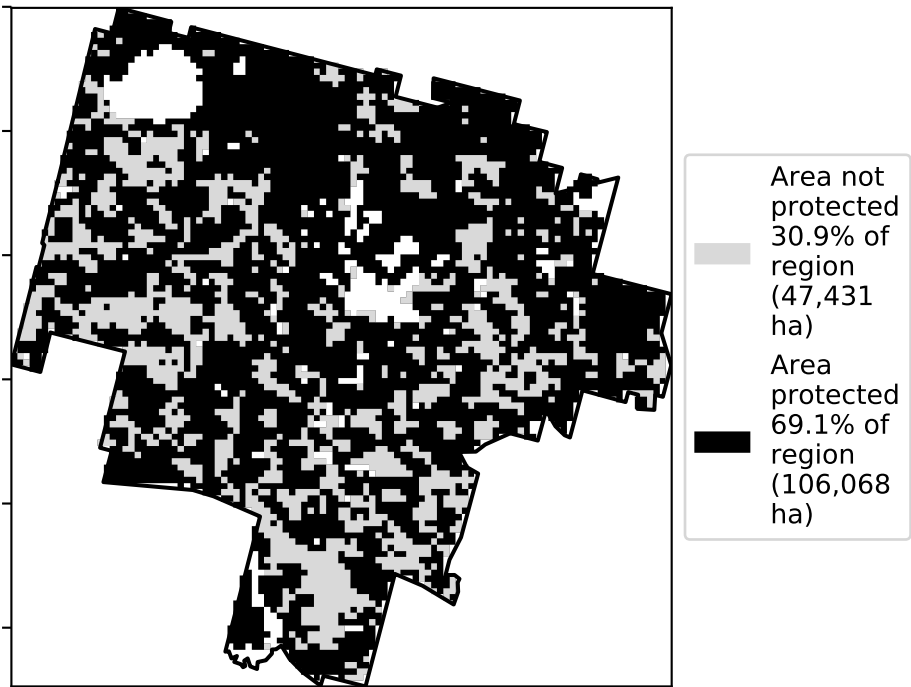 Area not
protected
30.9% of
region
(47,431
ha)
Area
protected
69.1% of
region
(106,068
ha)